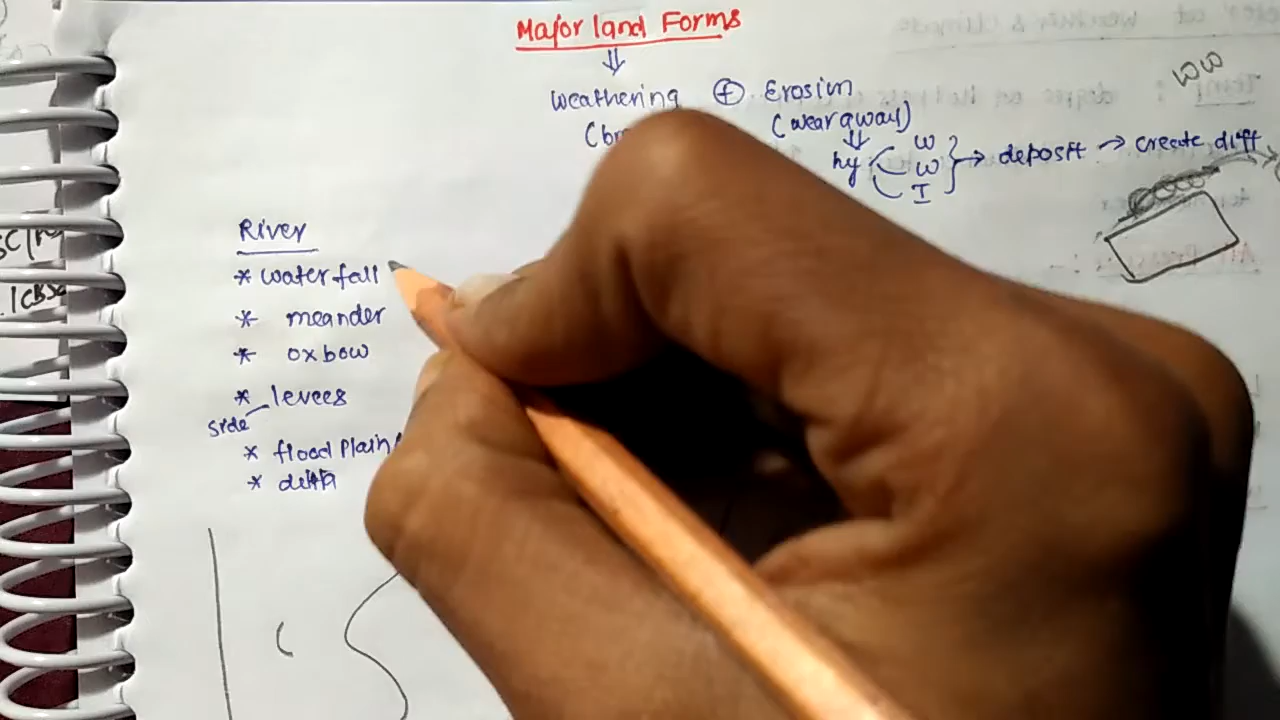 Major land Forms
⇓
weathering ⊕ Erosion
(wear away)
⇓
by W
W } → deposit → create diff
I
WW
River
* waterfall
* meander
* oxbow
* levees
side
* flood Plain
* delta